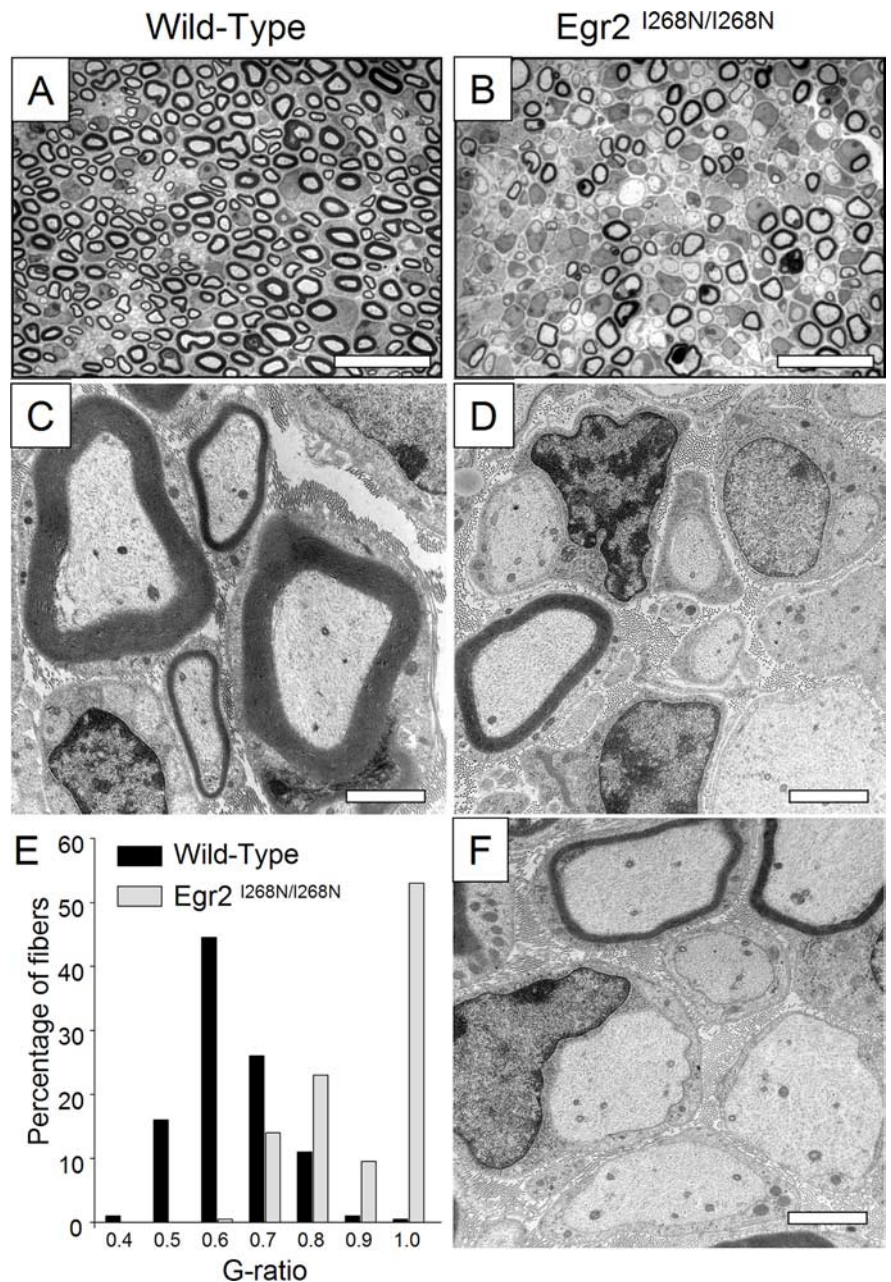 Wild-Type
Egr2 I268N/I268N
A
B
C
D
E
60
50
40
30
20
10
0
Percentage of fibers
Wild-Type
Egr2 I268N/I268N
0.4 0.5 0.6 0.7 0.8 0.9 1.0
G-ratio
F